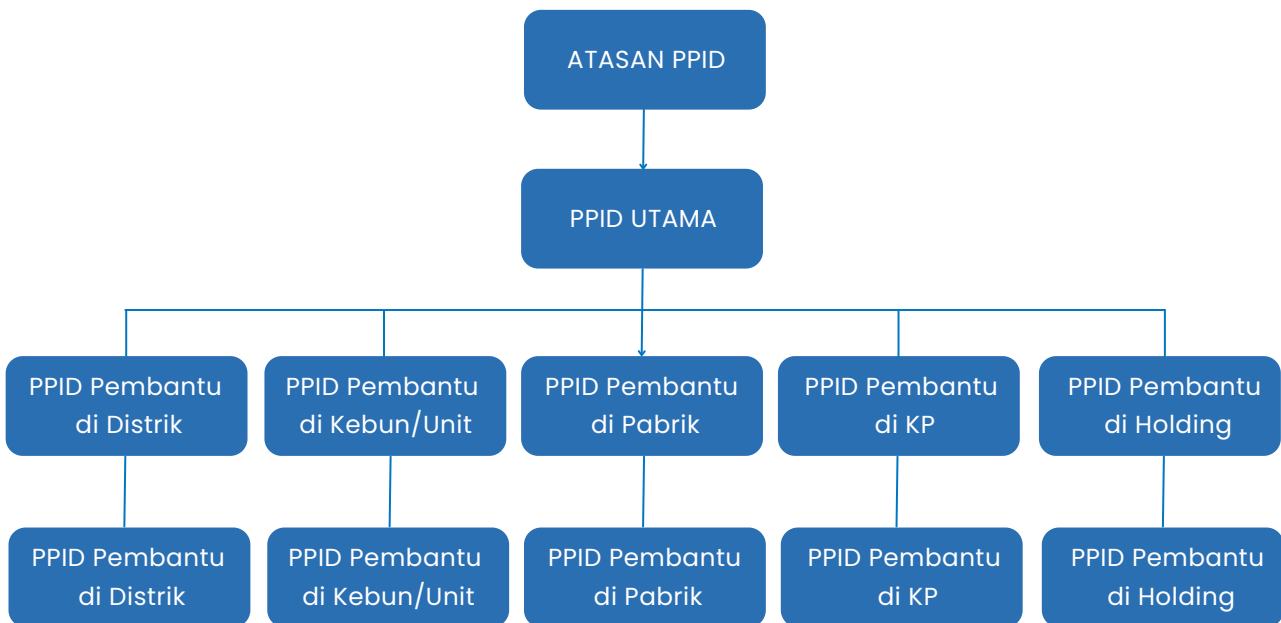 ATASAN PPID
PPID UTAMA
PPID Pembantu
di Distrik
PPID Pembantu
di Kebun/Unit
PPID Pembantu
di Pabrik
PPID Pembantu
di KP
PPID Pembantu
di Holding
PPID Pembantu
di Distrik
PPID Pembantu
di Kebun/Unit
PPID Pembantu
di Pabrik
PPID Pembantu
di KP
PPID Pembantu
di Holding